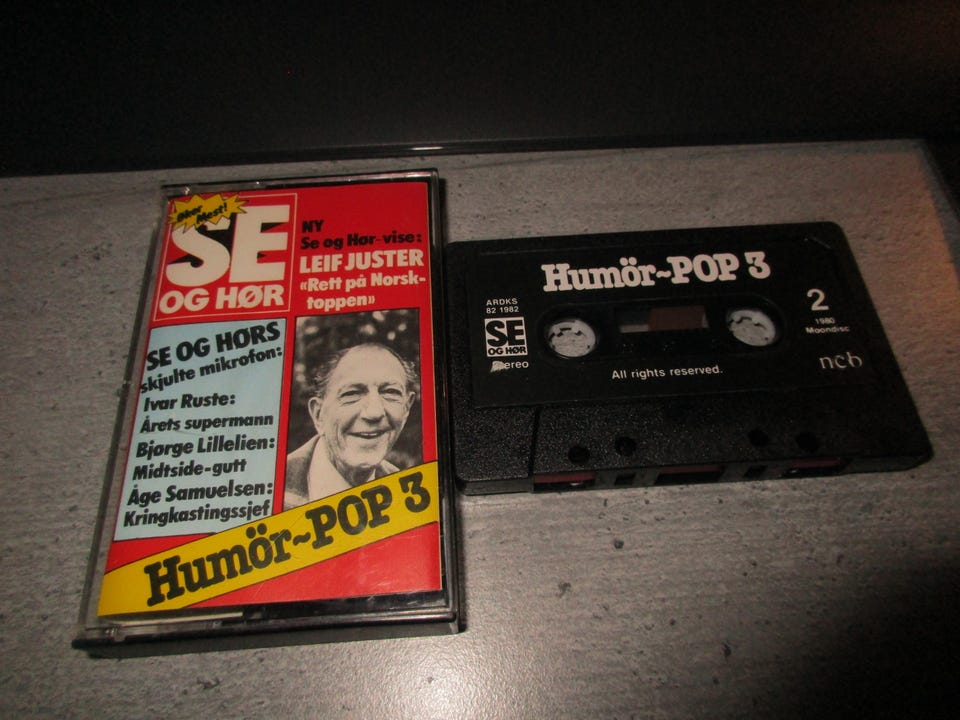 Øker Mest!
SE
OG HØR
NY
Se og Hør-vise:
LEIF JUSTER
«Rett på Norsk-
toppen»
SE OG HØRS
skjulte mikrofon:
Ivar Ruste:
Årets supermann
Bjørge Lillelien:
Midtside-gutt
Åge Samuelsen:
Kringkastingssjef
Humör~POP 3
Humör~POP 3
ARDKS
82 1982
SE
OG HØR
Stereo
2
1980
Moondisc
ncb
All rights reserved.